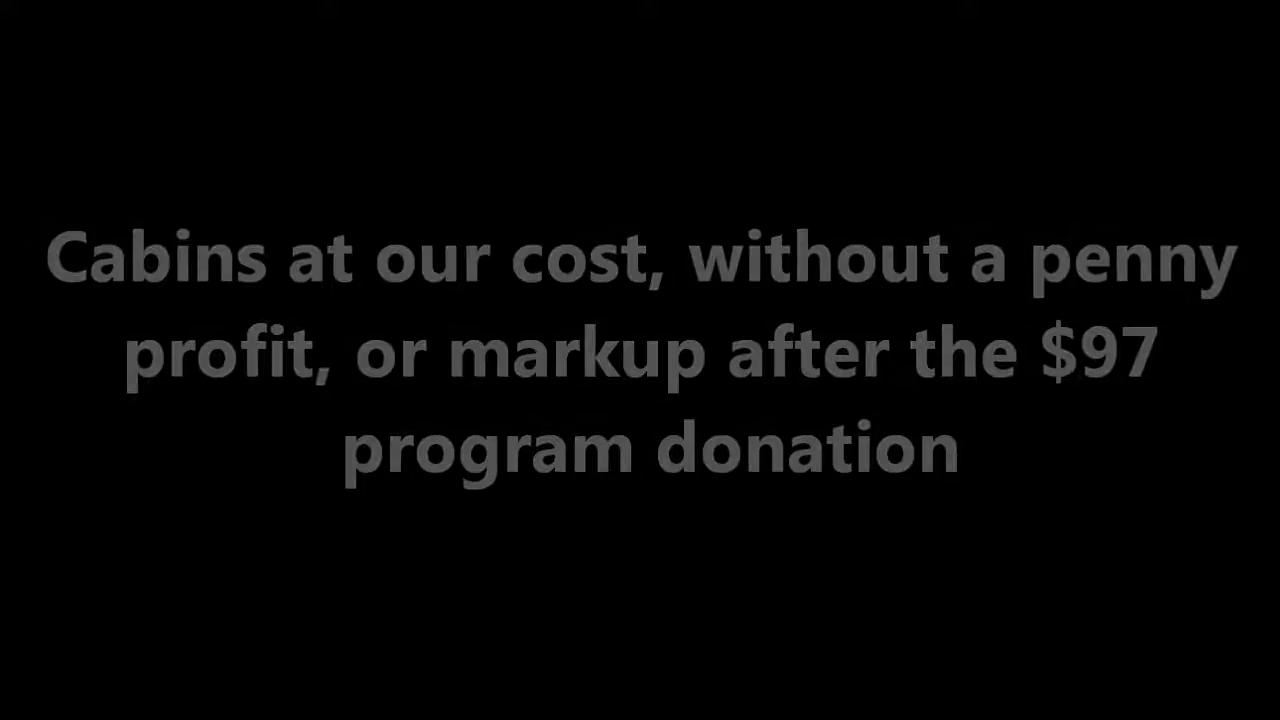 Cabins at our cost, without a penny
profit, or markup after the $97
program donation